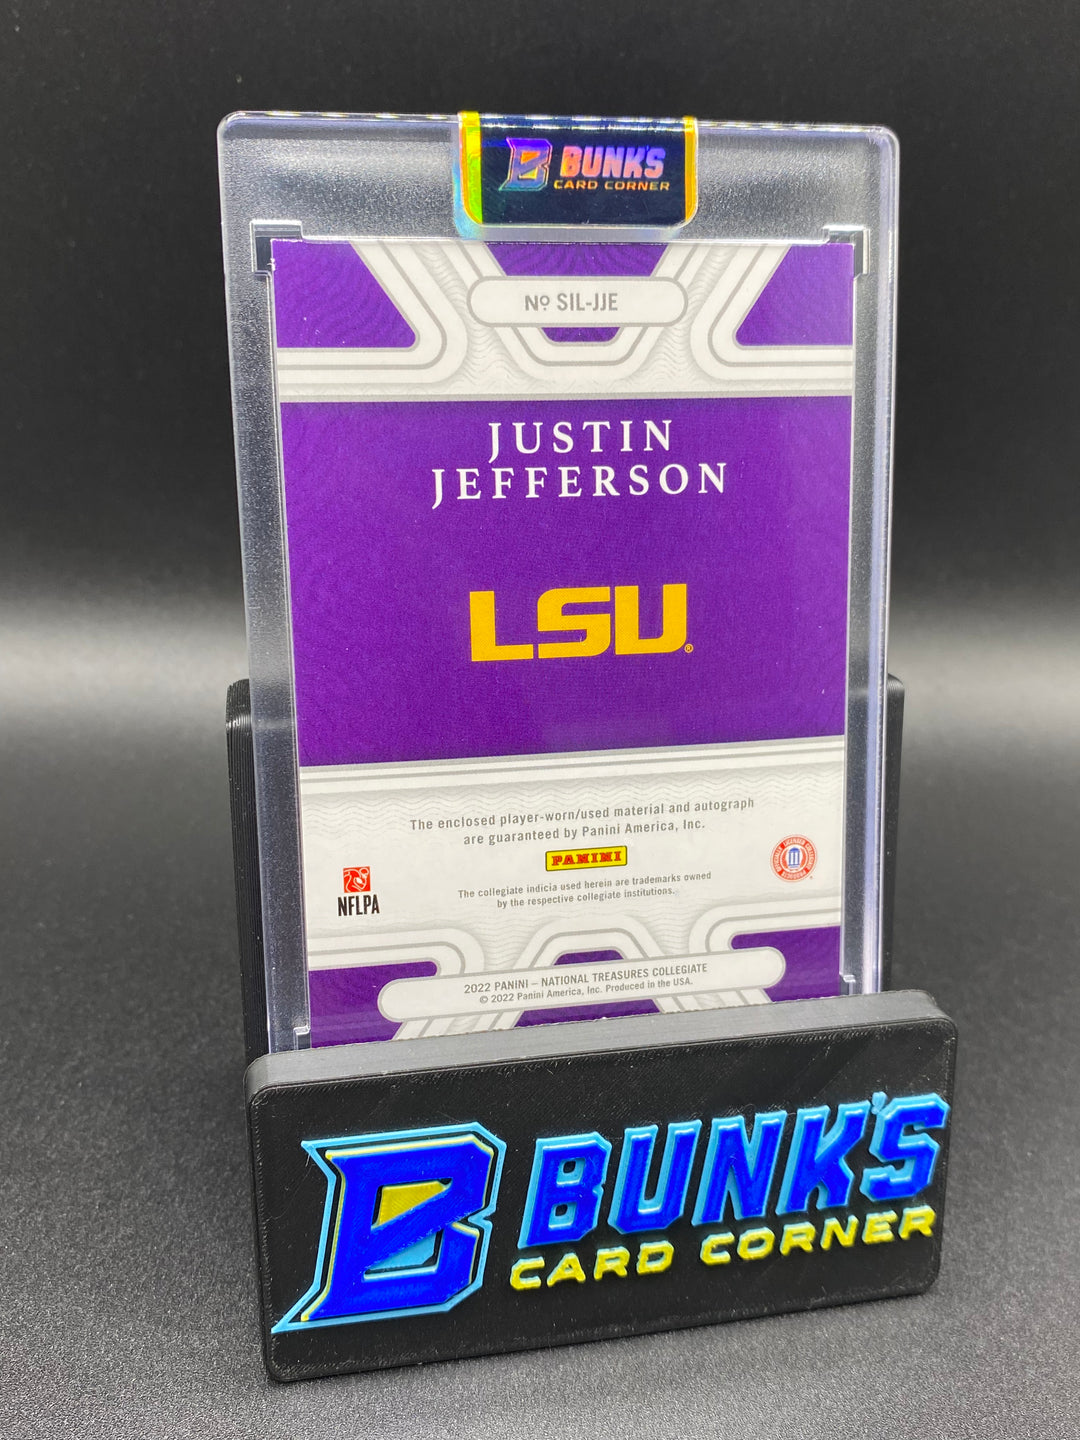 B BUNK'S
CARD CORNER
Nº SIL-JJE
JUSTIN
JEFFERSON
LSU®
The enclosed player-worn/used material and autograph
are guaranteed by Panini America, Inc.
PANINI
NFLPA
The collegiate indicia used herein are trademarks owned
by the respective collegiate institutions.
2022 PANINI – NATIONAL TREASURES COLLEGIATE
© 2022 Panini America, Inc. Produced in the USA.
B BUNK'S
CARD CORNER